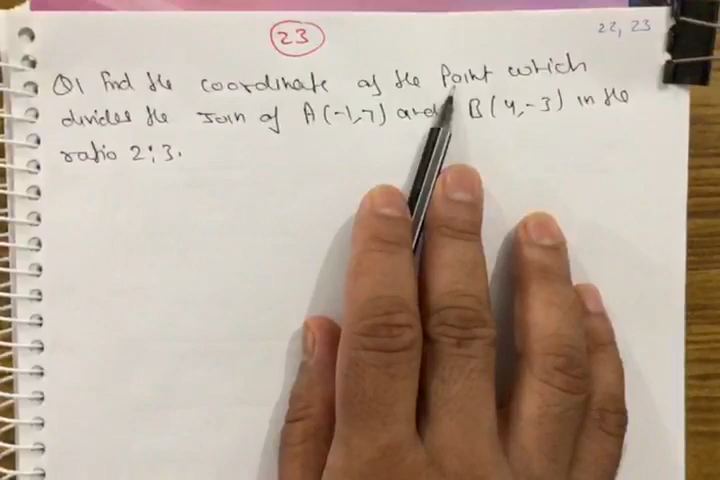 23
22, 23
Q1 Find the coordinate of the Point which
divides the Join of A(-1,7) and B(4,-3) in the
ratio 2:3.